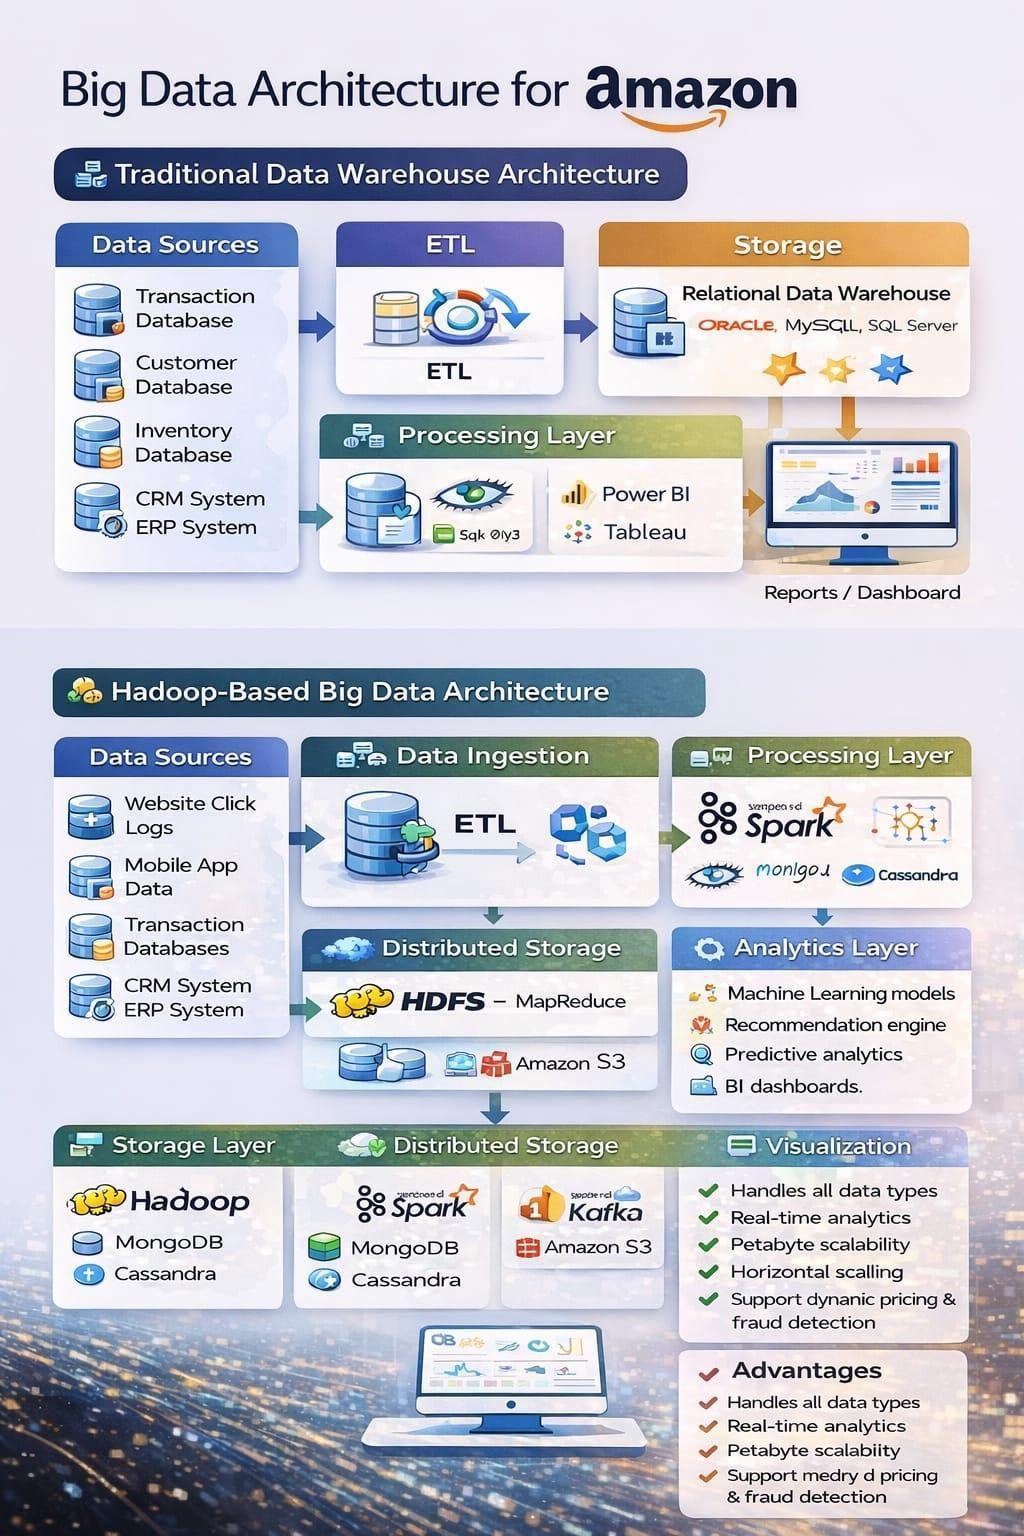 Big Data Architecture for amazon
Traditional Data Warehouse Architecture
Data Sources
Transaction
Database
Customer
Database
Inventory
Database
CRM System
ERP System
ETL
ETL
Storage
Relational Data Warehouse
ORACLE, MySQLL, SQL Server
Processing Layer
Sqk
Power BI
Tableau
Reports / Dashboard
Hadoop-Based Big Data Architecture
Data Sources
Website Click
Logs
Mobile App
Data
Transaction
Databases
CRM System
ERP System
Data Ingestion
ETL
Distributed Storage
HDFS – MapReduce
Amazon S3
Processing Layer
Spark
Cassandra
Analytics Layer
Machine Learning models
Recommendation engine
Predictive analytics
BI dashboards.
Storage Layer
Hadoop
MongoDB
Cassandra
Distributed Storage
Spark
MongoDB
Cassandra
Kafka
Amazon S3
Visualization
Handles all data types
Real-time analytics
Petabyte scalability
Horizontal scalling
Support dynanic pricing &
fraud detection
Advantages
Handles all data types
Real-time analytics
Petabyte scalabiity
Support medry d pricing
& fraud detection